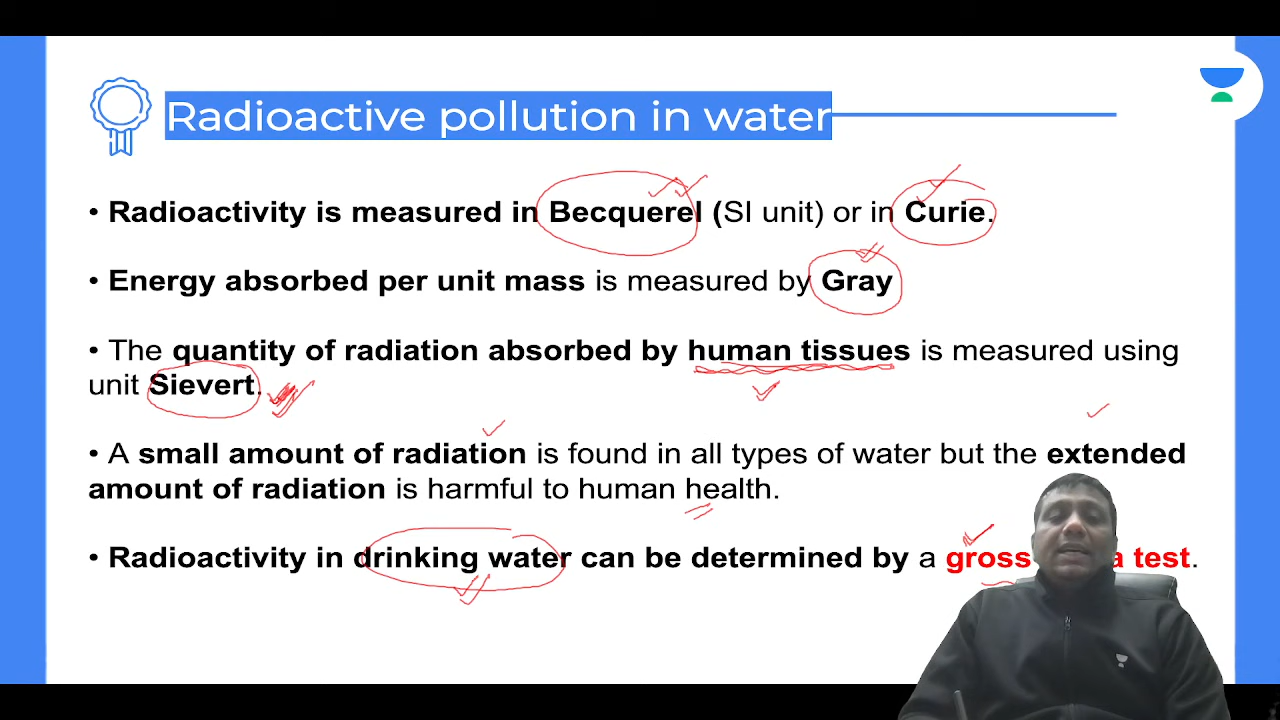 Radioactive pollution in water
• Radioactivity is measured in Becquerel (SI unit) or in Curie.
• Energy absorbed per unit mass is measured by Gray
• The quantity of radiation absorbed by human tissues is measured using
unit Sievert.
• A small amount of radiation is found in all types of water but the extended
amount of radiation is harmful to human health.
• Radioactivity in drinking water can be determined by a gross test.